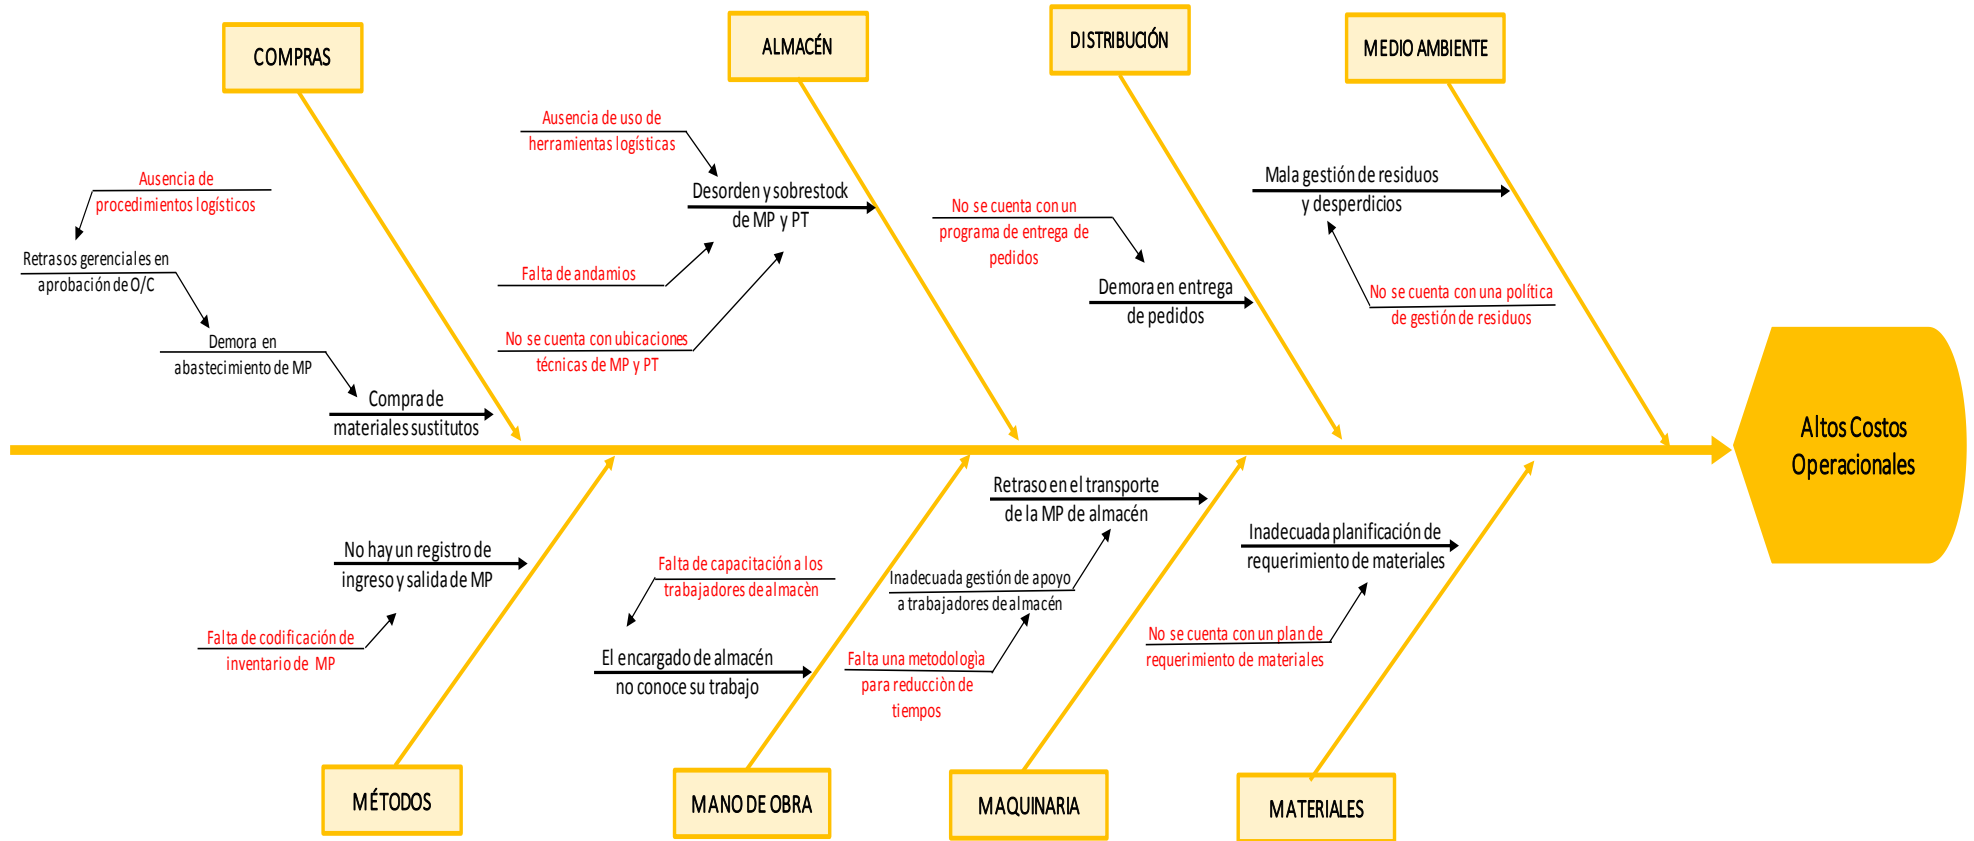 COMPRAS
ALMACÉN
DISTRIBUCIÓN
MEDIO AMBIENTE
Ausencia de
procedimientos logísticos
Retrasos gerenciales en
aprobación de O/C
Demora en
abastecimiento de MP
Compra de
materiales sustitutos
Ausencia de uso de
herramientas logísticas
Desorden y sobrestock
de MP y PT
Falta de andamios
No se cuenta con ubicaciones
técnicas de MP y PT
No se cuenta con un
programa de entrega de
pedidos
Demora en entrega
de pedidos
Mala gestión de residuos
y desperdicios
No se cuenta con una política
de gestión de residuos
Altos Costos
Operacionales
No hay un registro de
ingreso y salida de MP
Falta de codificación de
inventario de MP
Falta de capacitación a los
trabajadores de almacèn
El encargado de almacén
no conoce su trabajo
Retraso en el transporte
de la MP de almacén
Inadecuada gestión de apoyo
a trabajadores de almacén
Falta una metodologìa
para reducciòn de
tiempos
Inadecuada planificación de
requerimiento de materiales
No se cuenta con un plan de
requerimiento de materiales
MÉTODOS
MANO DE OBRA
MAQUINARIA
MATERIALES